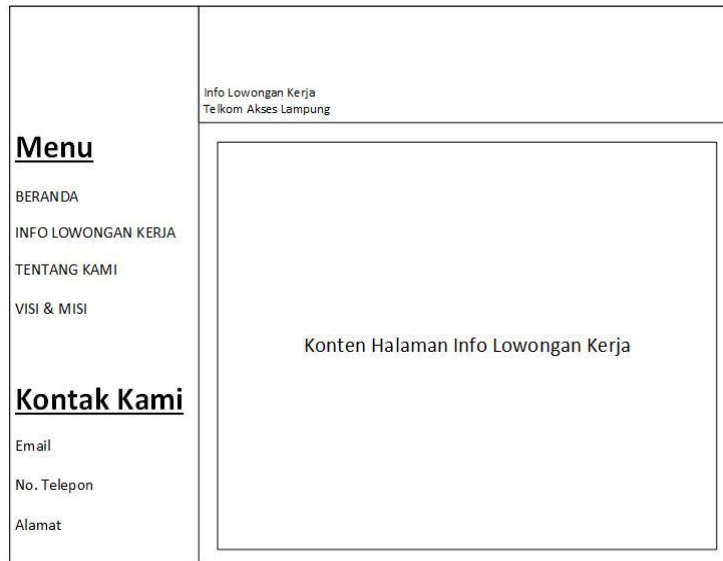 Info Lowongan Kerja
Telkom Akses Lampung
Menu
BERANDA
INFO LOWONGAN KERJA
TENTANG KAMI
VISI & MISI
Kontak Kami
Email
No. Telepon
Alamat
Konten Halaman Info Lowongan Kerja